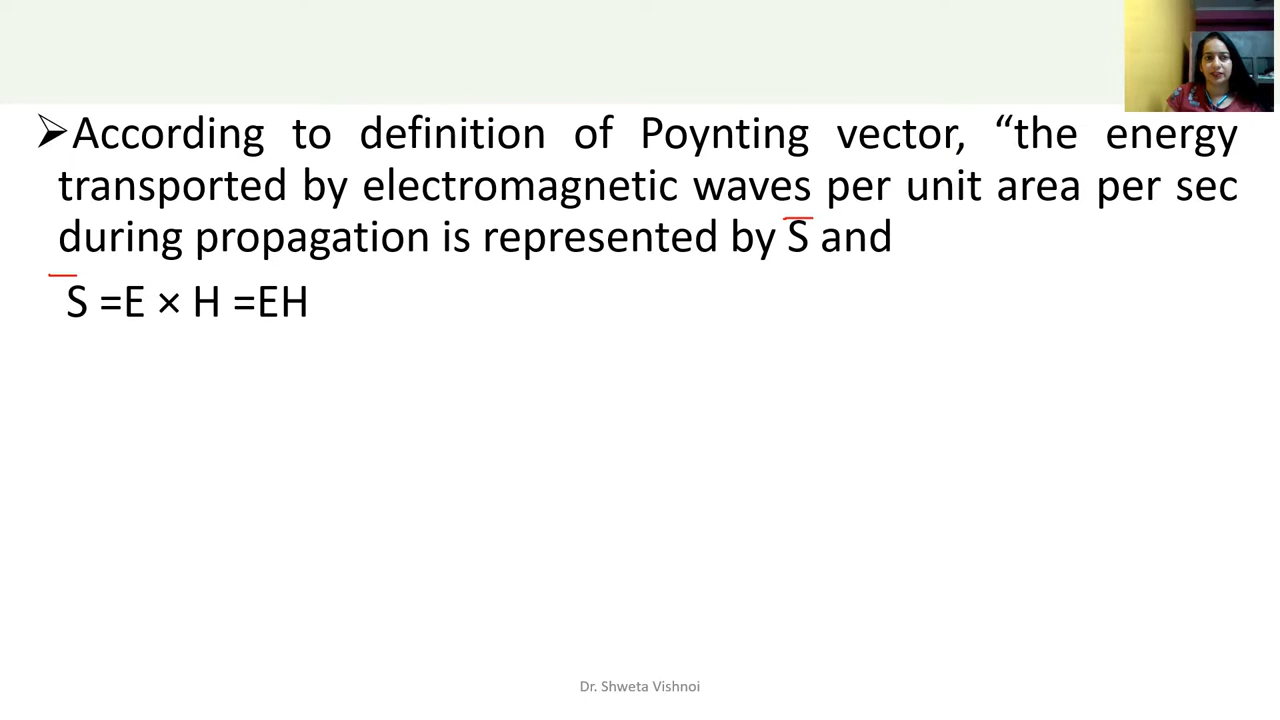 ➢According to definition of Poynting vector, “the energy
transported by electromagnetic waves per unit area per sec
during propagation is represented by S̅ and
S̅ =E × H =EH
Dr. Shweta Vishnoi